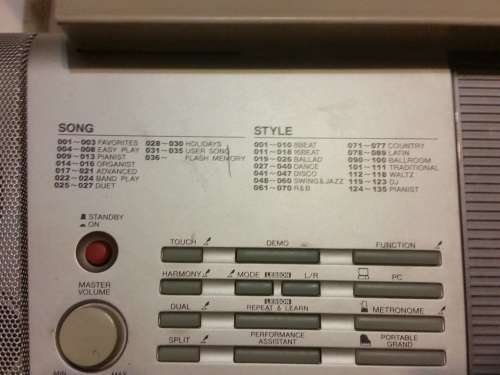 SONG
001~003 FAVORITES
004~008 EASY PLAY
009~013 PIANIST
014~016 ORGANIST
017~021 ADVANCED
022~024 BAND PLAY
025~027 DUET
028~030 HOLIDAYS
031~035 USER SONG
036~ FLASH MEMORY
STYLE
001~010 8BEAT
011~018 16BEAT
019~026 BALLAD
027~040 DANCE
041~047 DISCO
048~060 SWING&JAZZ
061~070 R&B
071~077 COUNTRY
078~089 LATIN
090~100 BALLROOM
101~111 TRADITIONAL
112~118 WALTZ
119~123 DJ
124~135 PIANIST
STANDBY
ON
MASTER
VOLUME
MIN MAX
TOUCH DEMO FUNCTION
HARMONY MODE LESSON L/R PC
DUAL LESSON METRONOME
REPEAT & LEARN
SPLIT PERFORMANCE
ASSISTANT
PORTABLE
GRAND